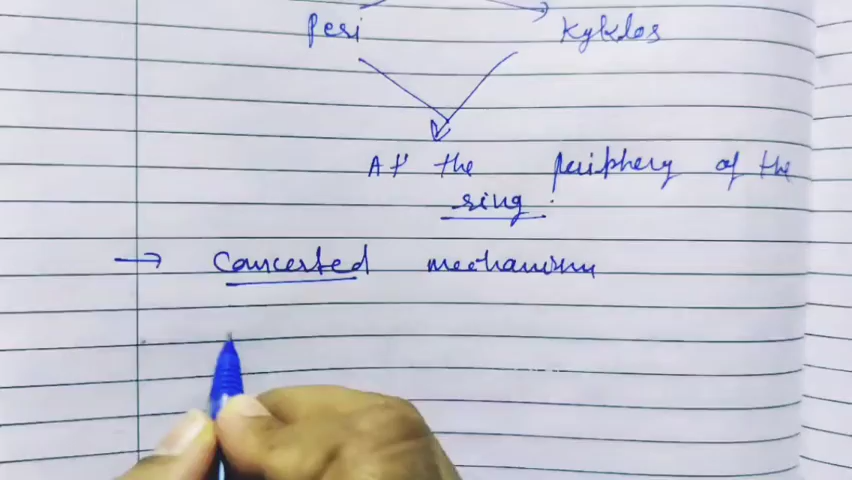 Peri Kyklos
At the periphery of the
ring.
→ Concerted mechanism